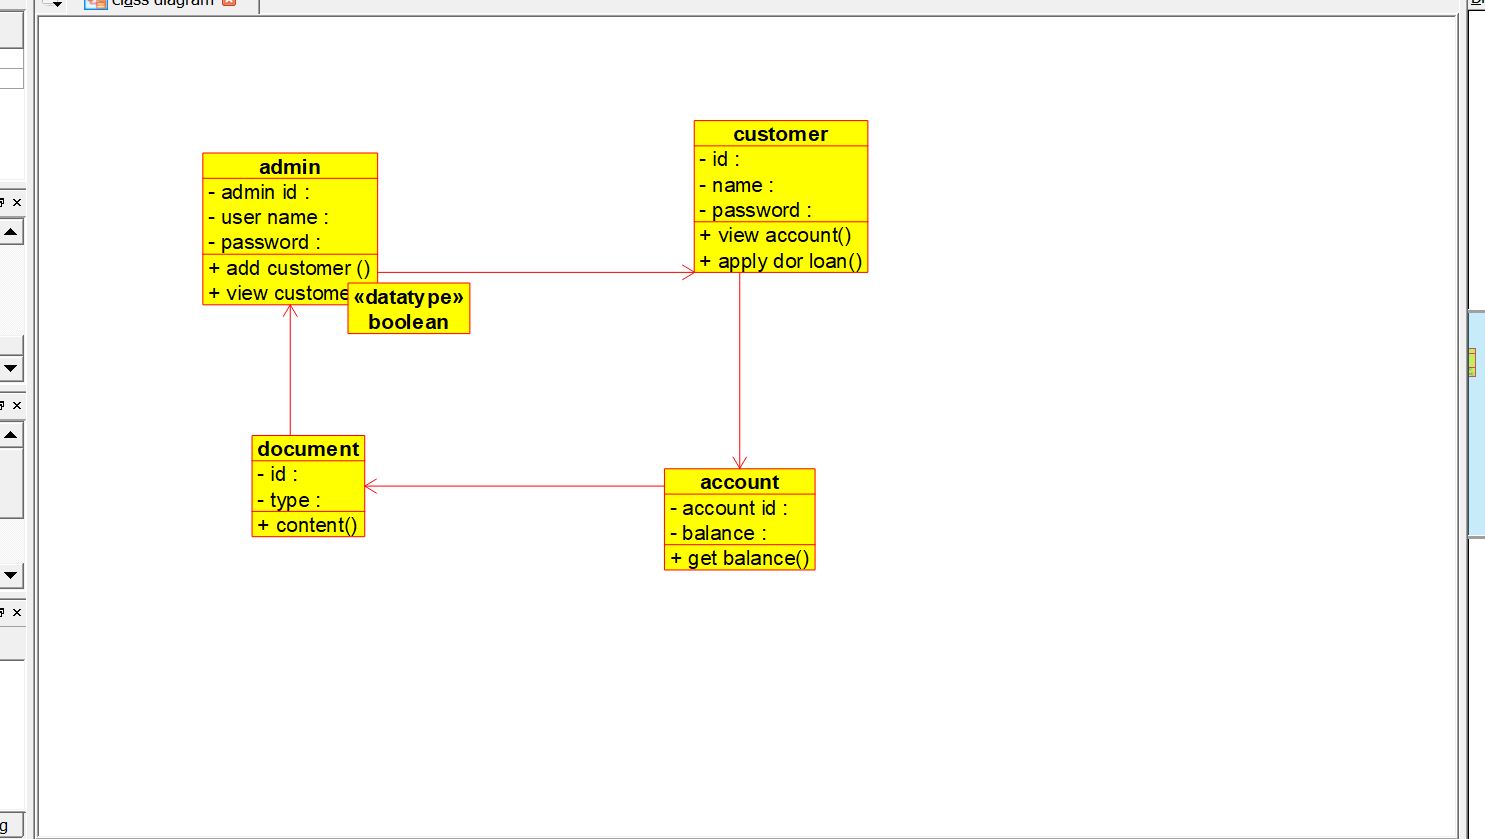 class diagram
admin
- admin id :
- user name :
- password :
+ add customer ()
+ view custome
«datatype»
boolean
customer
- id :
- name :
- password :
+ view account()
+ apply dor loan()
document
- id :
- type :
+ content()
account
- account id :
- balance :
+ get balance()
g